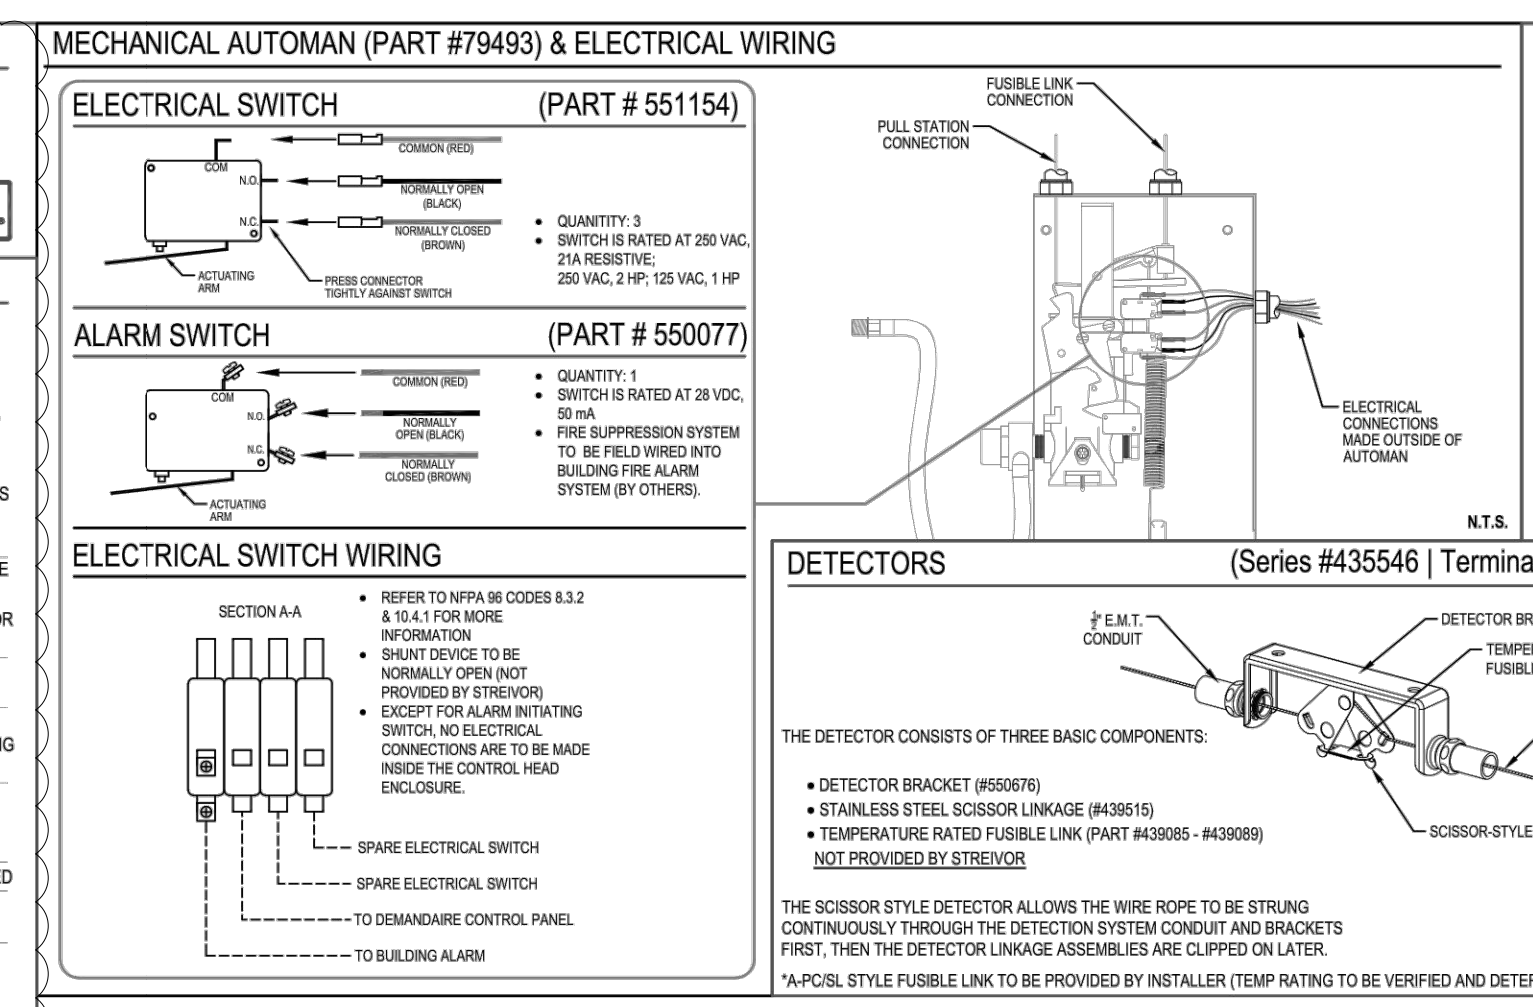 MECHANICAL AUTOMAN (PART #79493) & ELECTRICAL WIRING
ELECTRICAL SWITCH (PART # 551154)
COM
N.O.
N.C.
COMMON (RED)
NORMALLY OPEN
(BLACK)
NORMALLY CLOSED
(BROWN)
ACTUATING
ARM
PRESS CONNECTOR
TIGHTLY AGAINST SWITCH
• QUANITITY: 3
• SWITCH IS RATED AT 250 VAC,
21A RESISTIVE;
250 VAC, 2 HP; 125 VAC, 1 HP
ALARM SWITCH (PART # 550077)
COM
N.O.
N.C.
COMMON (RED)
NORMALLY
OPEN (BLACK)
NORMALLY
CLOSED (BROWN)
ACTUATING
ARM
• QUANTITY: 1
• SWITCH IS RATED AT 28 VDC,
50 mA
• FIRE SUPPRESSION SYSTEM
TO BE FIELD WIRED INTO
BUILDING FIRE ALARM
SYSTEM (BY OTHERS).
ELECTRICAL SWITCH WIRING
SECTION A-A
• REFER TO NFPA 96 CODES 8.3.2
& 10.4.1 FOR MORE
INFORMATION
• SHUNT DEVICE TO BE
NORMALLY OPEN (NOT
PROVIDED BY STREIVOR)
• EXCEPT FOR ALARM INITIATING
SWITCH, NO ELECTRICAL
CONNECTIONS ARE TO BE MADE
INSIDE THE CONTROL HEAD
ENCLOSURE.
SPARE ELECTRICAL SWITCH
SPARE ELECTRICAL SWITCH
TO DEMANDAIRE CONTROL PANEL
TO BUILDING ALARM
FUSIBLE LINK
CONNECTION
PULL STATION
CONNECTION
ELECTRICAL
CONNECTIONS
MADE OUTSIDE OF
AUTOMAN
N.T.S.
DETECTORS (Series #435546 | Termina
½" E.M.T.
CONDUIT
DETECTOR BR
TEMPE
FUSIBL
SCISSOR-STYLE
THE DETECTOR CONSISTS OF THREE BASIC COMPONENTS:
• DETECTOR BRACKET (#550676)
• STAINLESS STEEL SCISSOR LINKAGE (#439515)
• TEMPERATURE RATED FUSIBLE LINK (PART #439085 - #439089)
NOT PROVIDED BY STREIVOR
THE SCISSOR STYLE DETECTOR ALLOWS THE WIRE ROPE TO BE STRUNG
CONTINUOUSLY THROUGH THE DETECTION SYSTEM CONDUIT AND BRACKETS
FIRST, THEN THE DETECTOR LINKAGE ASSEMBLIES ARE CLIPPED ON LATER.
*A-PC/SL STYLE FUSIBLE LINK TO BE PROVIDED BY INSTALLER (TEMP RATING TO BE VERIFIED AND DETE